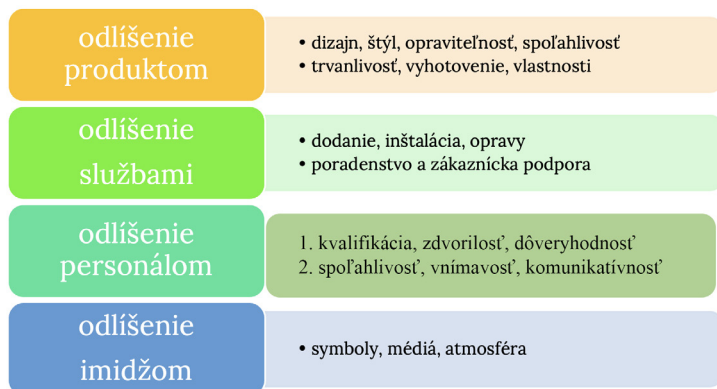 odlíšenie
produktom
• dizajn, štýl, opraviteľnosť, spoľahlivosť
• trvanlivosť, vyhotovenie, vlastnosti
odlíšenie
službami
• dodanie, inštalácia, opravy
• poradenstvo a zákaznícka podpora
odlíšenie
personálom
1. kvalifikácia, zdvorilosť, dôveryhodnosť
2. spoľahlivosť, vnímavosť, komunikatívnosť
odlíšenie
imidžom
• symboly, médiá, atmosféra